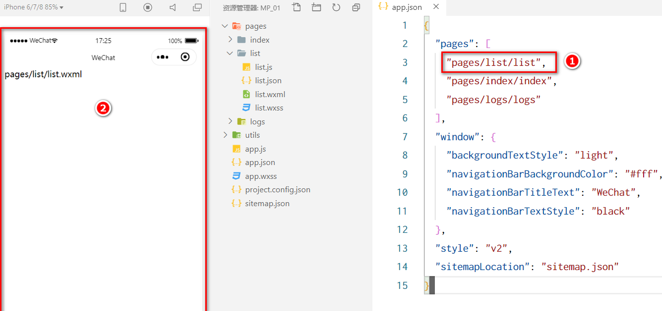 iPhone 6/7/8 85%
WeChat
17:25
100%
WeChat
pages/list/list.wxml
2
资源管理器: MP_01
pages
index
list
list.js
list.json
list.wxml
list.wxss
logs
utils
app.js
app.json
app.wxss
project.config.json
sitemap.json
app.json
1 {
2 "pages": [
3 "pages/list/list",
1
4 "pages/index/index",
5 "pages/logs/logs"
6 ],
7 "window": {
8 "backgroundTextStyle": "light",
9 "navigationBarBackgroundColor": "#fff",
10 "navigationBarTitleText": "WeChat",
11 "navigationBarTextStyle": "black"
12 },
13 "style": "v2",
14 "sitemapLocation": "sitemap.json"
15 }